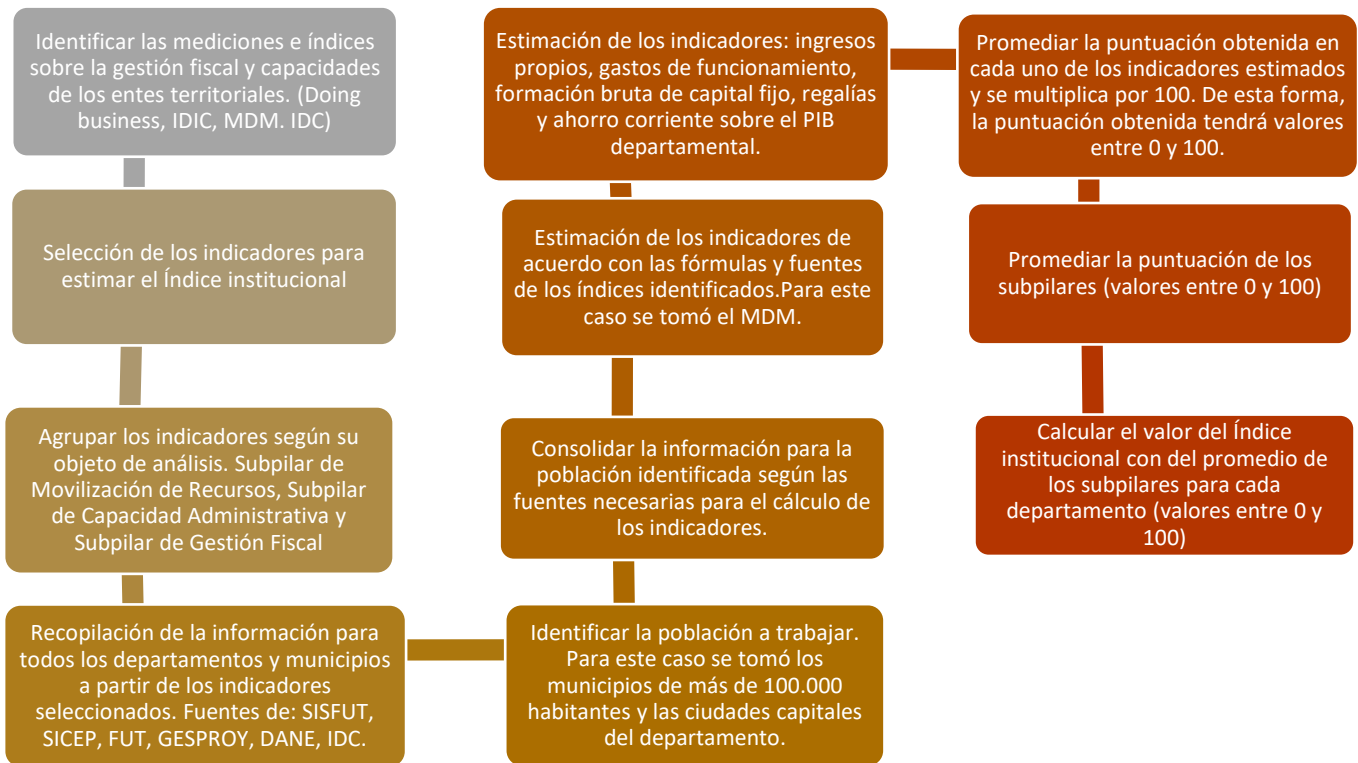 Identificar las mediciones e índices
sobre la gestión fiscal y capacidades
de los entes territoriales. (Doing
business, IDIC, MDM. IDC)
Selección de los indicadores para
estimar el Índice institucional
Agrupar los indicadores según su
objeto de análisis. Subpilar de
Movilización de Recursos, Subpilar
de Capacidad Administrativa y
Subpilar de Gestión Fiscal
Recopilación de la información para
todos los departamentos y municipios
a partir de los indicadores
seleccionados. Fuentes de: SISFUT,
SICEP, FUT, GESPROY, DANE, IDC.
Identificar la población a trabajar.
Para este caso se tomó los
municipios de más de 100.000
habitantes y las ciudades capitales
del departamento.
Consolidar la información para la
población identificada según las
fuentes necesarias para el cálculo de
los indicadores.
Estimación de los indicadores de
acuerdo con las fórmulas y fuentes
de los índices identificados.Para este
caso se tomó el MDM.
Estimación de los indicadores: ingresos
propios, gastos de funcionamiento,
formación bruta de capital fijo, regalías
y ahorro corriente sobre el PIB
departamental.
Promediar la puntuación obtenida en
cada uno de los indicadores estimados
y se multiplica por 100. De esta forma,
la puntuación obtenida tendrá valores
entre 0 y 100.
Promediar la puntuación de los
subpilares (valores entre 0 y 100)
Calcular el valor del Índice
institucional con del promedio de
los subpilares para cada
departamento (valores entre 0 y
100)